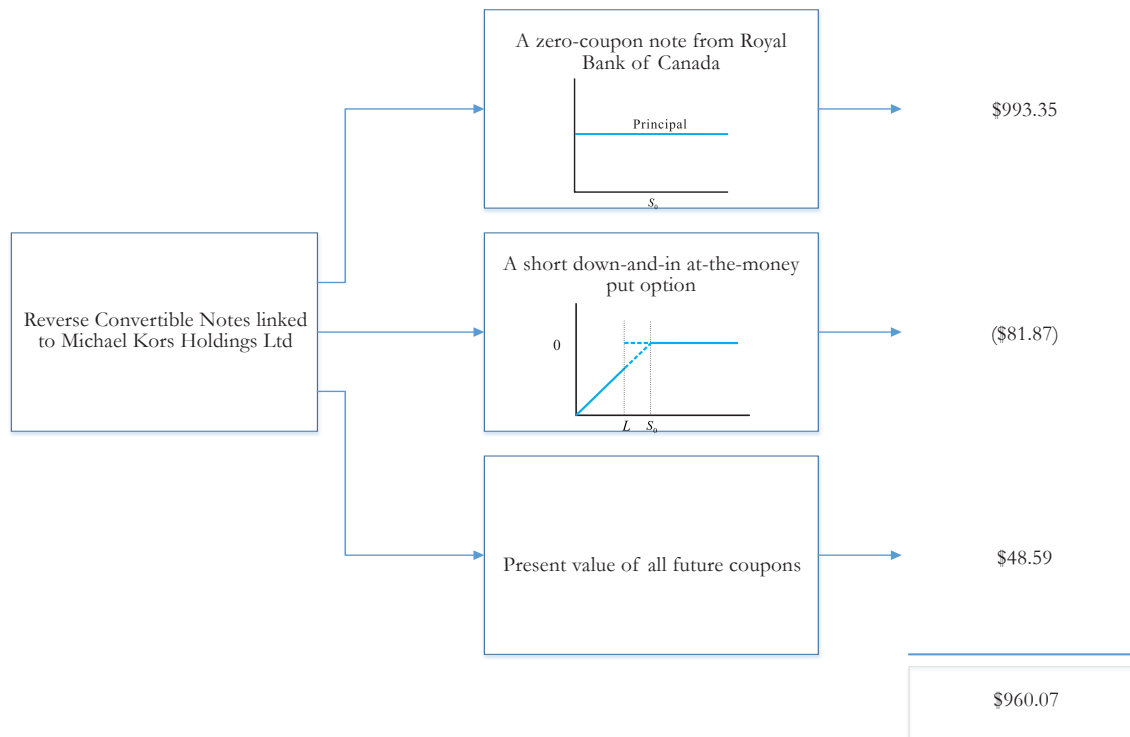 A zero-coupon note from Royal
Bank of Canada
Principal
S₀
$993.35
Reverse Convertible Notes linked
to Michael Kors Holdings Ltd
A short down-and-in at-the-money
put option
0
L S₀
($81.87)
Present value of all future coupons
$48.59
$960.07